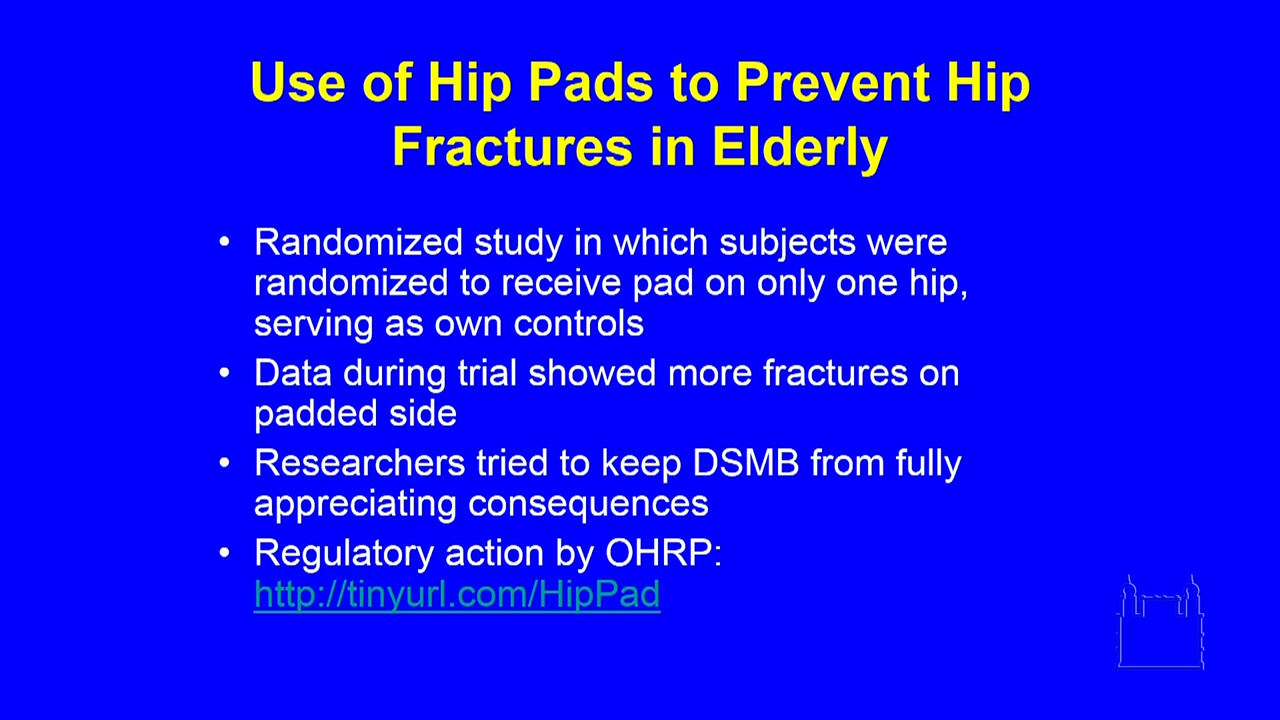 Use of Hip Pads to Prevent Hip
Fractures in Elderly
• Randomized study in which subjects were
randomized to receive pad on only one hip,
serving as own controls
• Data during trial showed more fractures on
padded side
• Researchers tried to keep DSMB from fully
appreciating consequences
• Regulatory action by OHRP:
http://tinyurl.com/HipPad